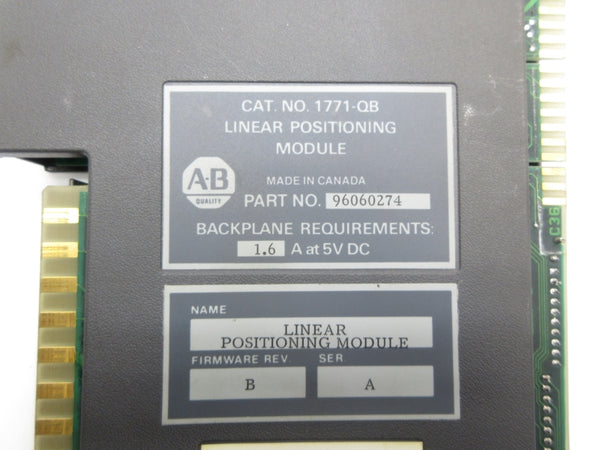 CAT. NO. 1771-QB
LINEAR POSITIONING
MODULE
A-B
QUALITY
MADE IN CANADA
PART NO. 96060274
BACKPLANE REQUIREMENTS:
1.6 A at 5V DC
NAME
LINEAR
POSITIONING MODULE
FIRMWARE REV. SER.
B A
C36